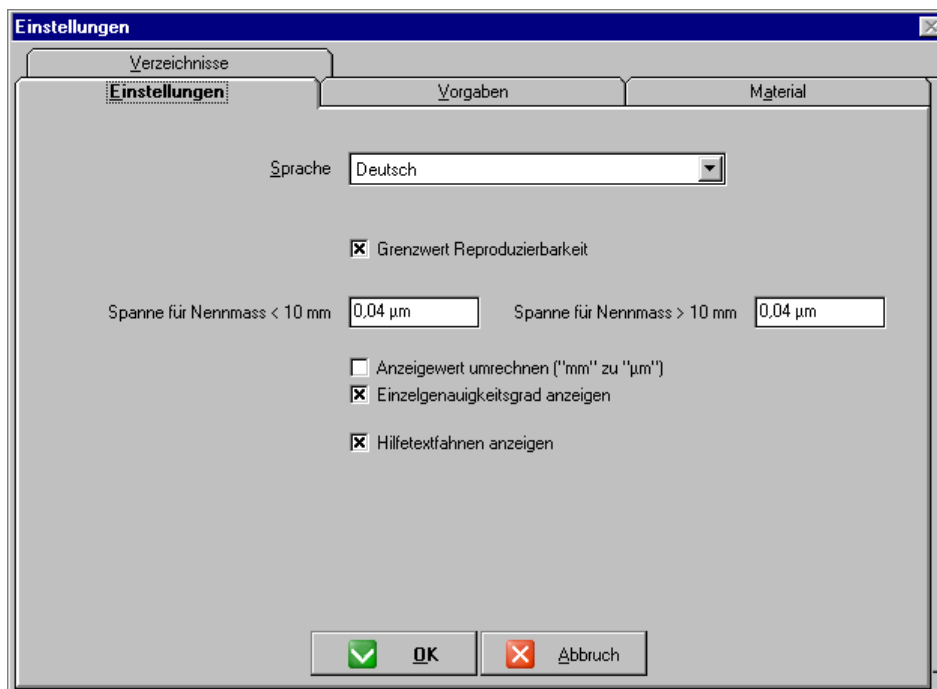 Einstellungen
Verzeichnisse
Einstellungen Vorgaben Material
Sprache Deutsch
Grenzwert Reproduzierbarkeit
Spanne für Nennmass < 10 mm 0,04 µm Spanne für Nennmass > 10 mm 0,04 µm
Anzeigewert umrechnen ("mm" zu "µm")
Einzelgenauigkeitsgrad anzeigen
Hilfetextfahnen anzeigen
OK Abbruch